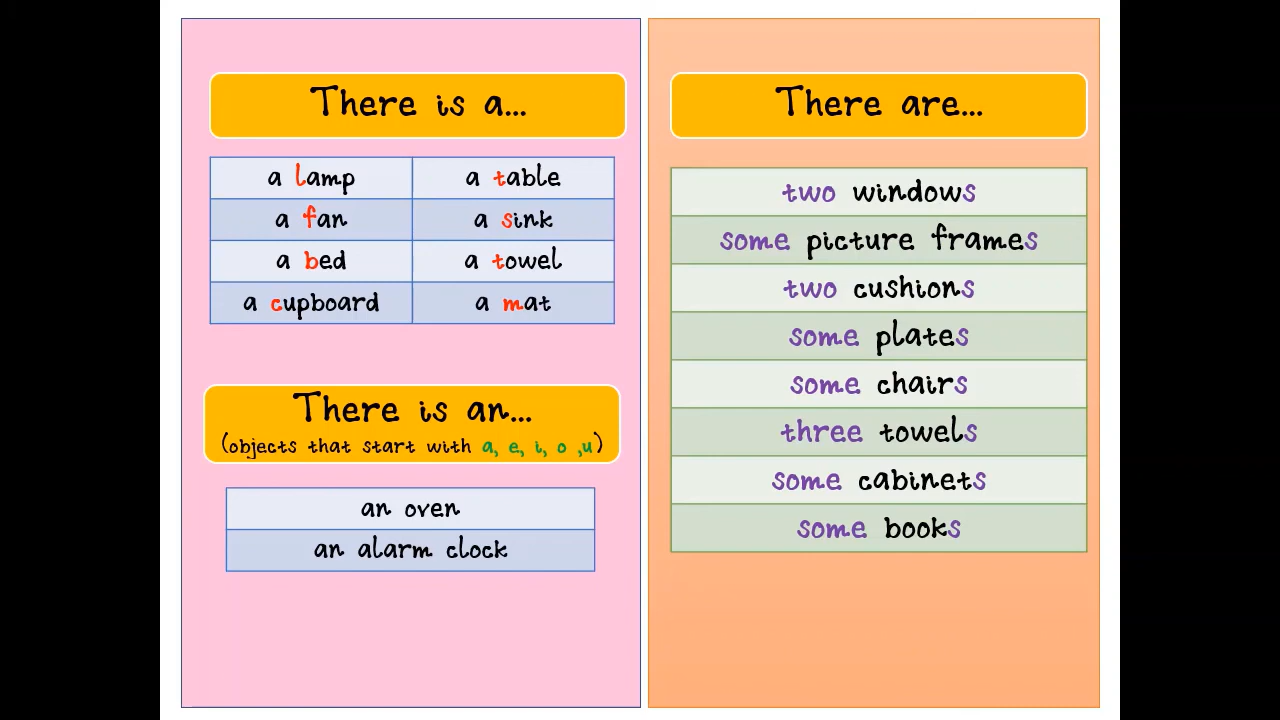 There is a...
a lamp
a table
a fan
a sink
a bed
a towel
a cupboard
a mat
There is an...
(objects that start with a, e, i, o ,u)
an oven
an alarm clock
There are...
two windows
some picture frames
two cushions
some plates
some chairs
three towels
some cabinets
some books